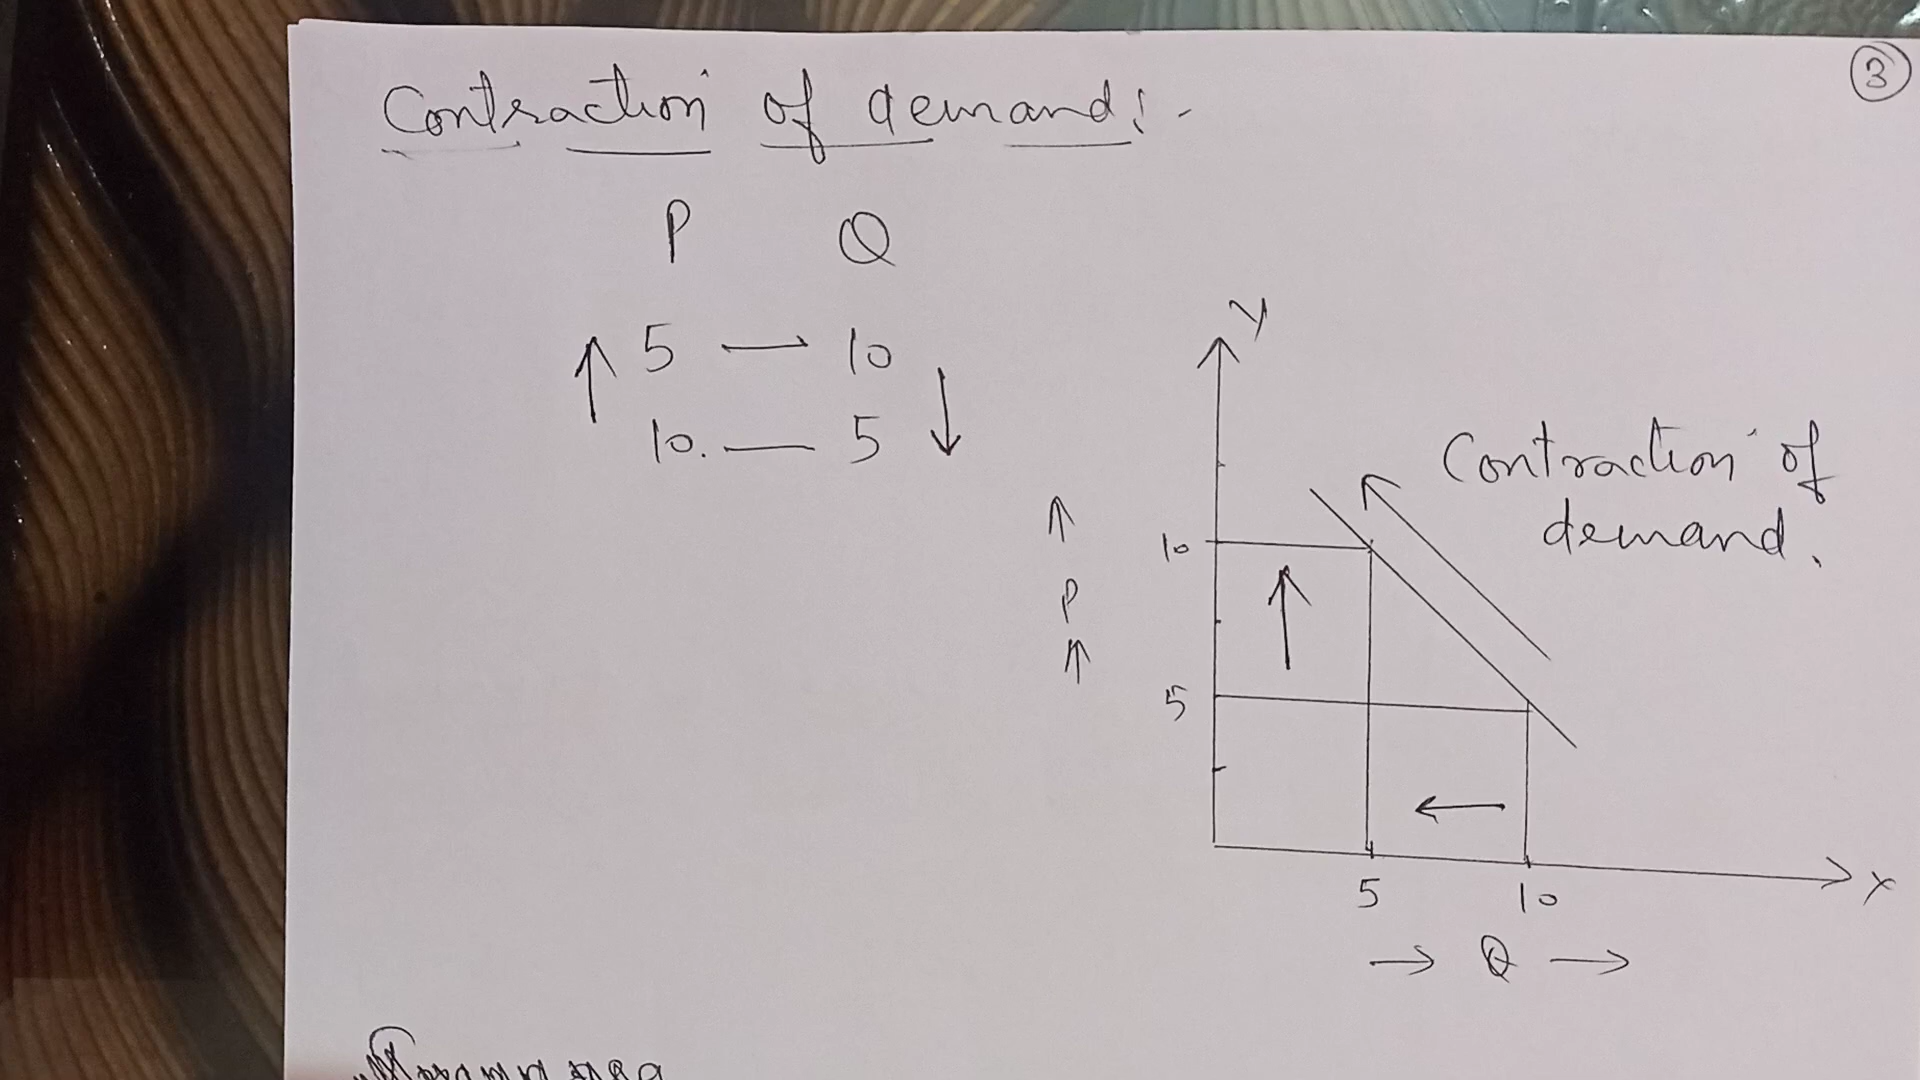 3
Contraction of demand:-
P Q
↑ 5 — 10 ↓
10. — 5
Y
Contraction of
demand.
↑
P
↑
10
5
5 10
X
→ Q →